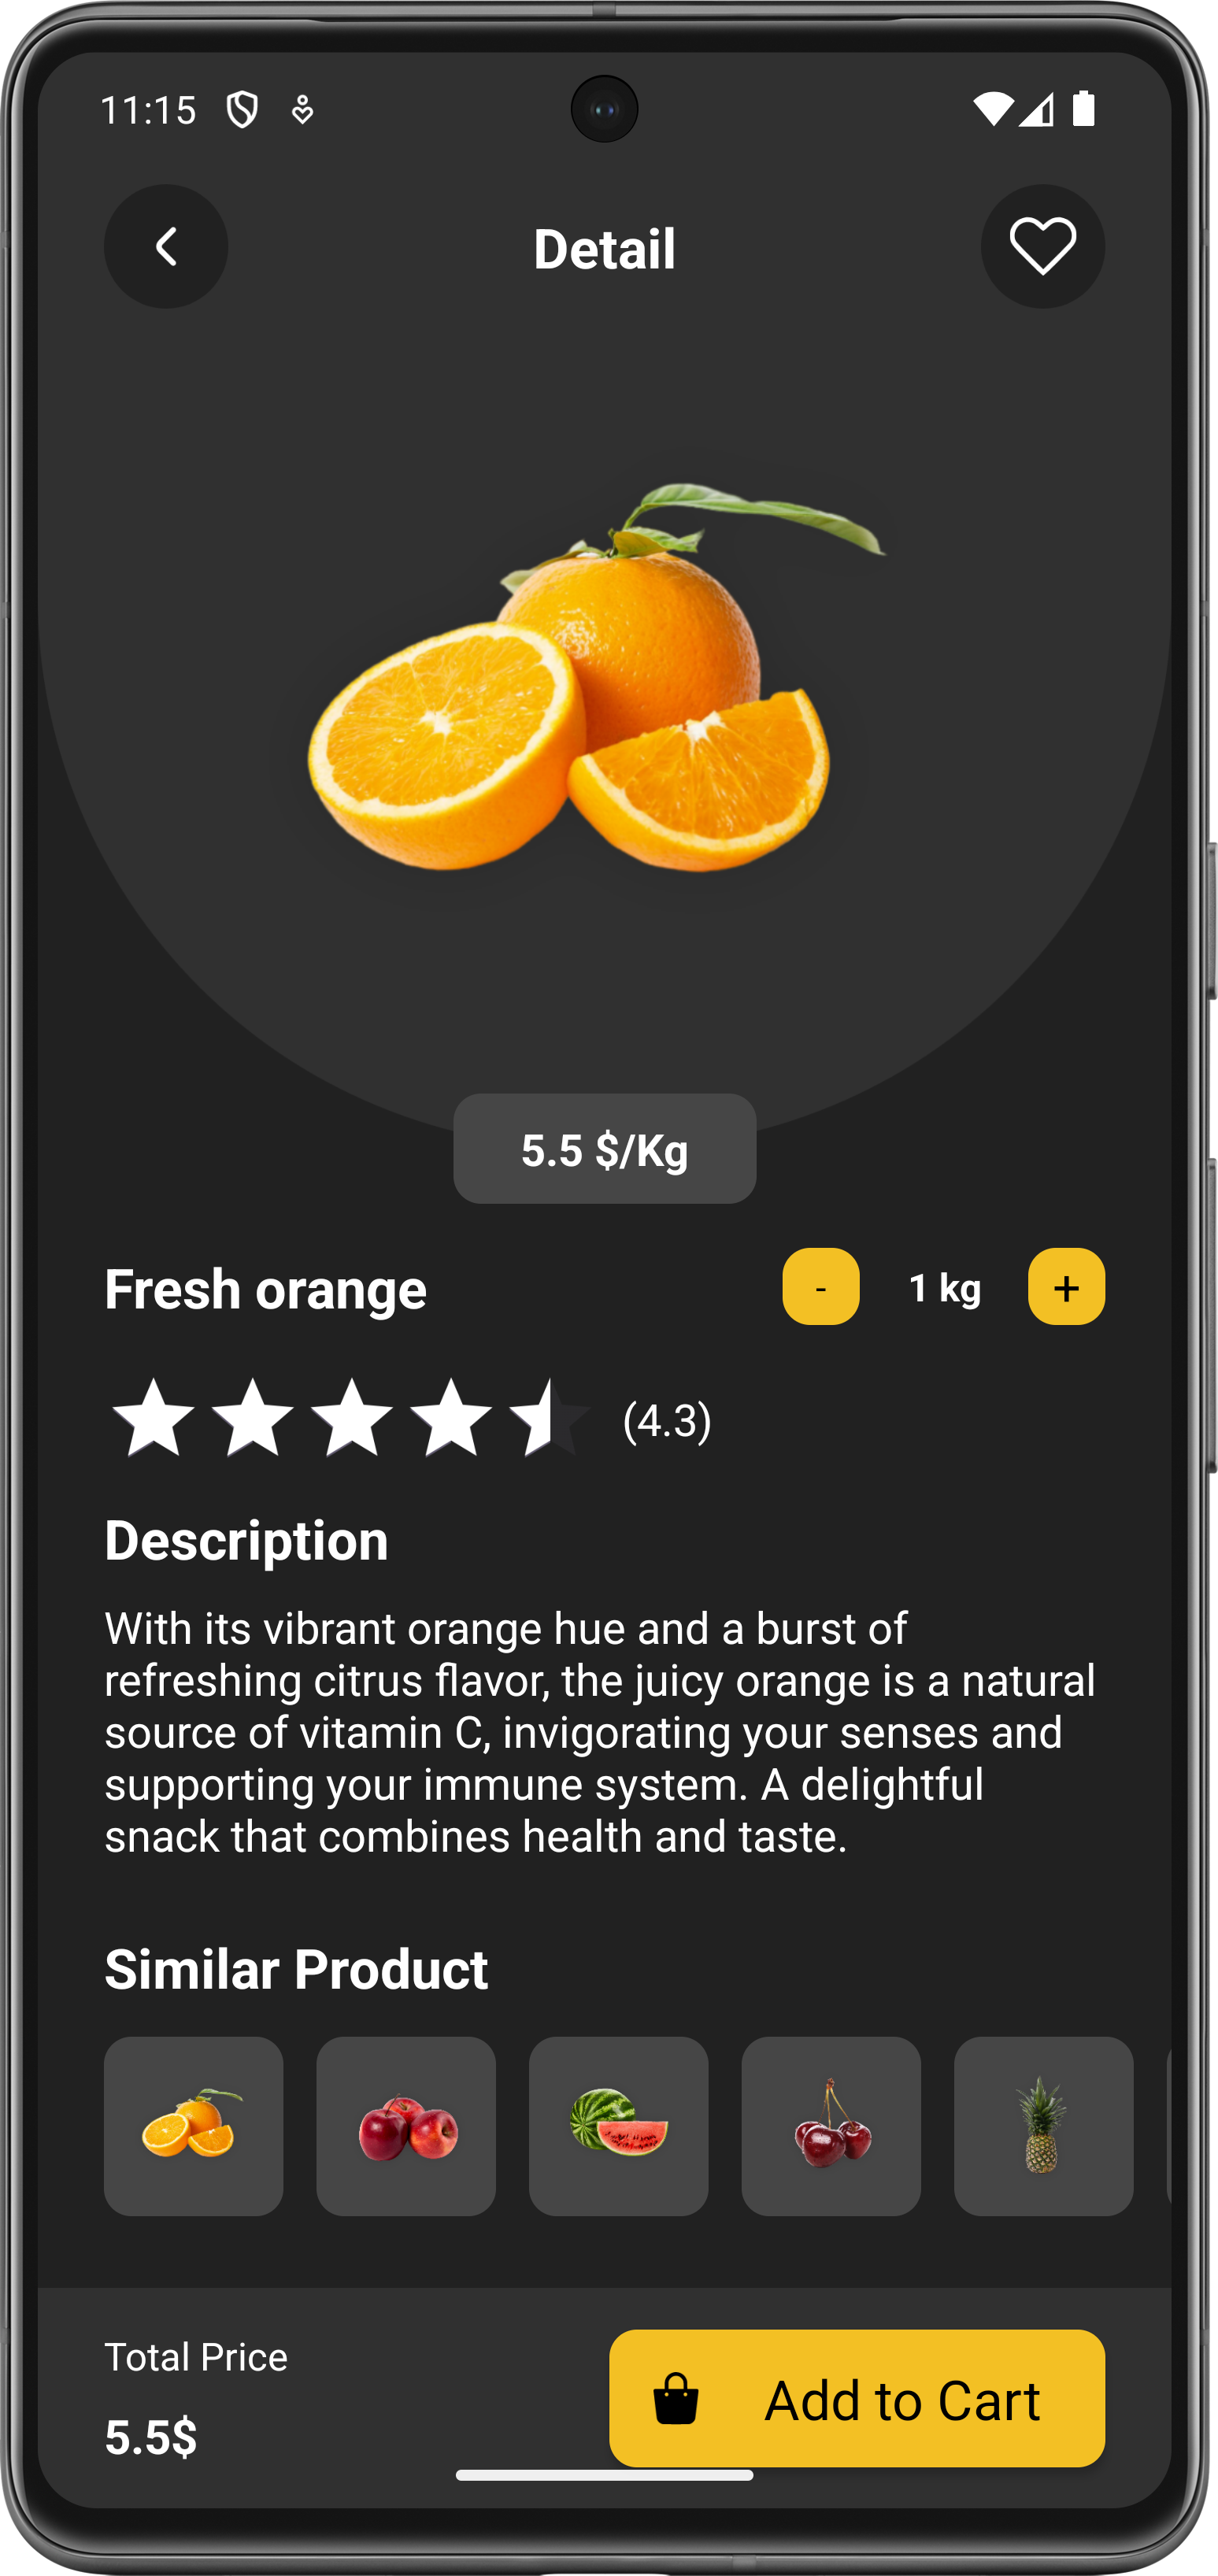 11:15
Detail
5.5 $/Kg
Fresh orange
- 1 kg +
(4.3)
Description
With its vibrant orange hue and a burst of
refreshing citrus flavor, the juicy orange is a natural
source of vitamin C, invigorating your senses and
supporting your immune system. A delightful
snack that combines health and taste.
Similar Product
Total Price
5.5$
Add to Cart